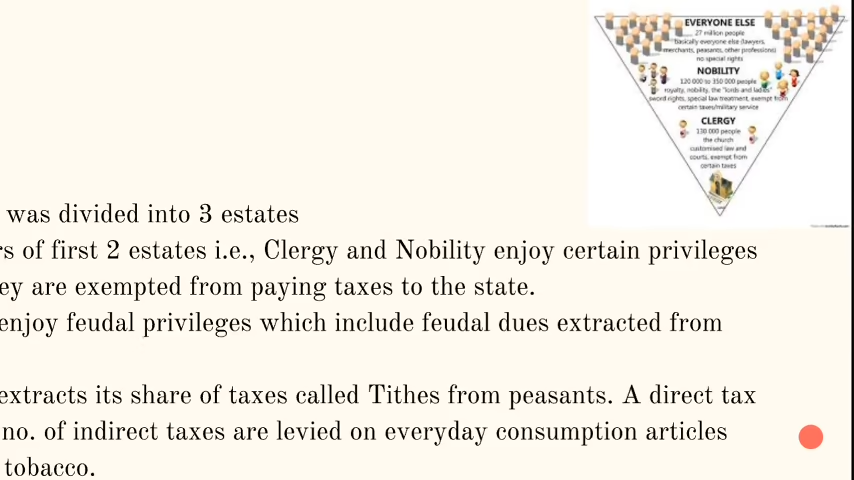 EVERYONE ELSE
27 million people
basically everyone else (lawyers,
merchants, peasants, other professions)
no special rights
NOBILITY
120 000 to 350 000 people
royalty, nobility, the "lords and ladies"
sword rights, special law treatment, exempt from
certain taxes/military service
CLERGY
130 000 people
the church
customised law and
courts, exempt from
certain taxes
was divided into 3 estates
rs of first 2 estates i.e., Clergy and Nobility enjoy certain privileges
ey are exempted from paying taxes to the state.
enjoy feudal privileges which include feudal dues extracted from
extracts its share of taxes called Tithes from peasants. A direct tax
no. of indirect taxes are levied on everyday consumption articles
tobacco.